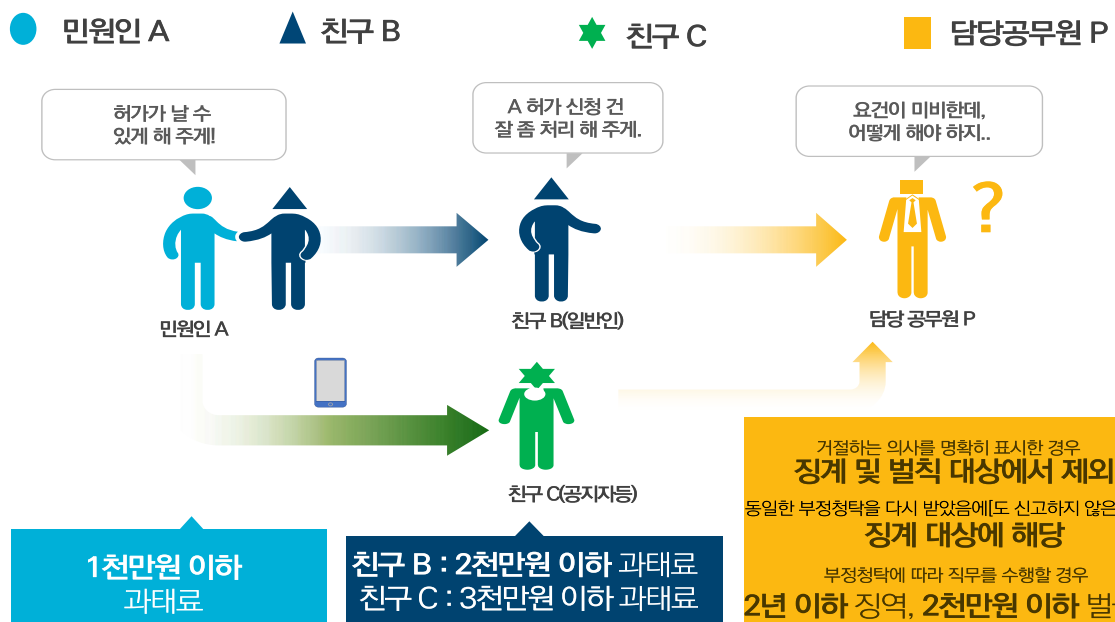 민원인 A
친구 B
친구 C
담당공무원 P
허가가 날 수
있게 해 주게!
A 허가 신청 건
잘 좀 처리 해 주게.
요건이 미비한데,
어떻게 해야 하지..
?
민원인 A
친구 B(일반인)
담당 공무원 P
친구 C(공지자등)
1천만원 이하
과태료
친구 B : 2천만원 이하 과태료
친구 C : 3천만원 이하 과태료
거절하는 의사를 명확히 표시한 경우
징계 및 벌칙 대상에서 제외
동일한 부정청탁을 다시 받았음에[도 신고하지 않은
징계 대상에 해당
부정청탁에 따라 직무를 수행할 경우
2년 이하 징역, 2천만원 이하